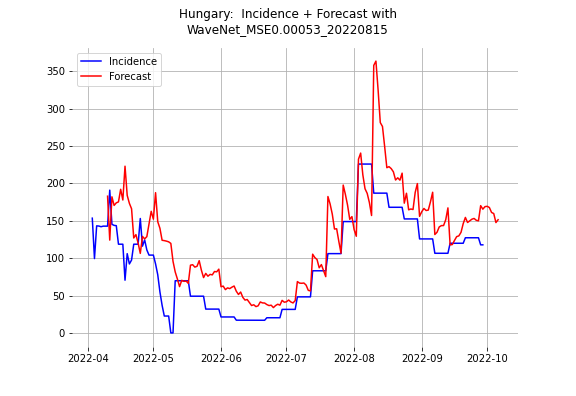 Hungary:  Incidence + Forecast with
WaveNet_MSE0.00053_20220815
Incidence
Forecast
350
300
250
200
150
100
50
0
2022-04 2022-05 2022-06 2022-07 2022-08 2022-09 2022-10